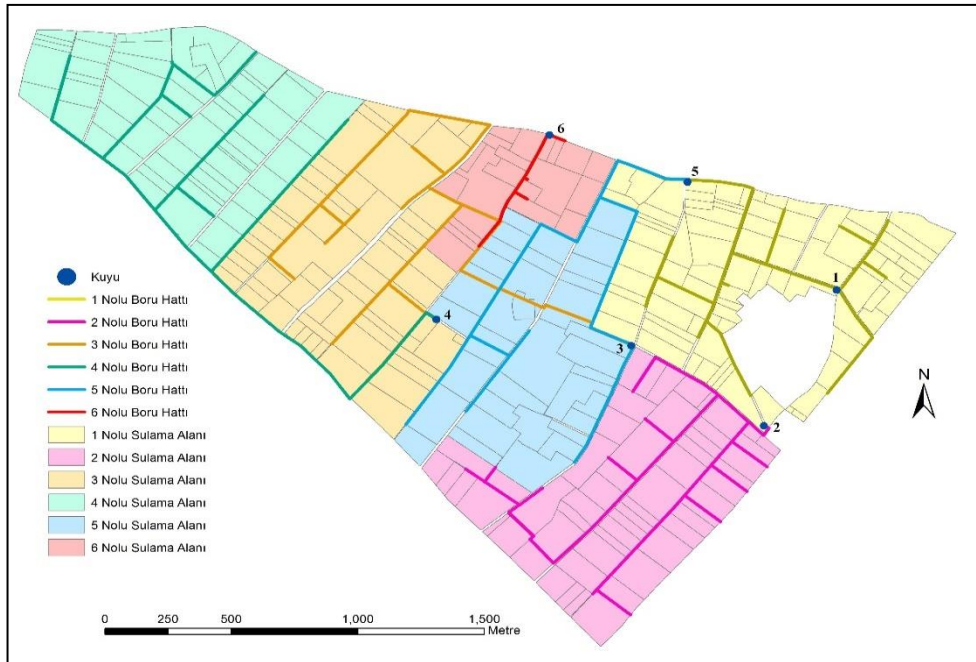 6
5
1
4
3
2
N
Kuyu
1 Nolu Boru Hattı
2 Nolu Boru Hattı
3 Nolu Boru Hattı
4 Nolu Boru Hattı
5 Nolu Boru Hattı
6 Nolu Boru Hattı
1 Nolu Sulama Alanı
2 Nolu Sulama Alanı
3 Nolu Sulama Alanı
4 Nolu Sulama Alanı
5 Nolu Sulama Alanı
6 Nolu Sulama Alanı
0 250 500 1,000 1,500
Metre